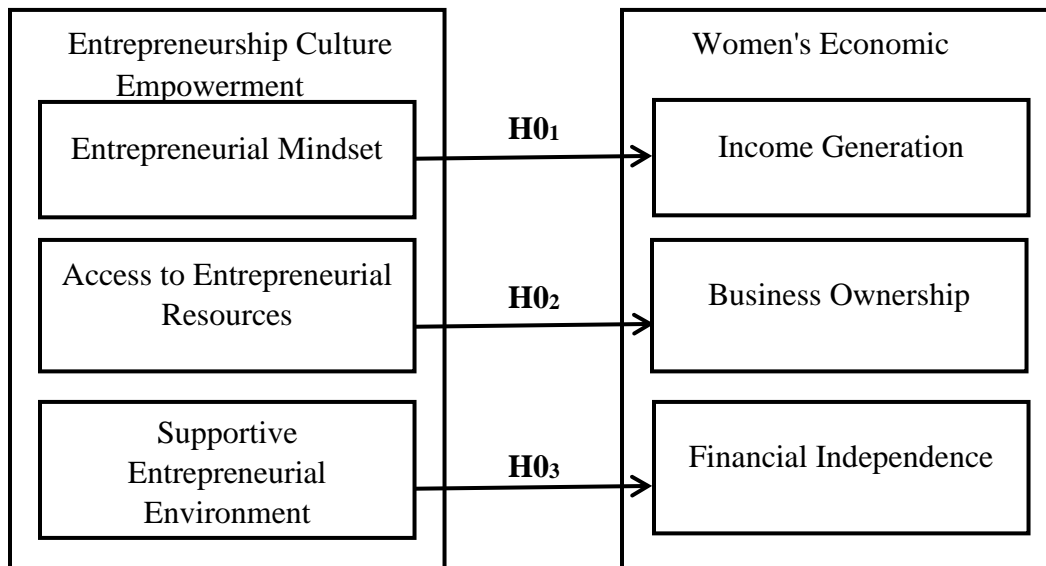 Entrepreneurship Culture
Empowerment
Entrepreneurial Mindset
Access to Entrepreneurial
Resources
Supportive
Entrepreneurial
Environment
H0₁
H0₂
H0₃
Women's Economic
Income Generation
Business Ownership
Financial Independence